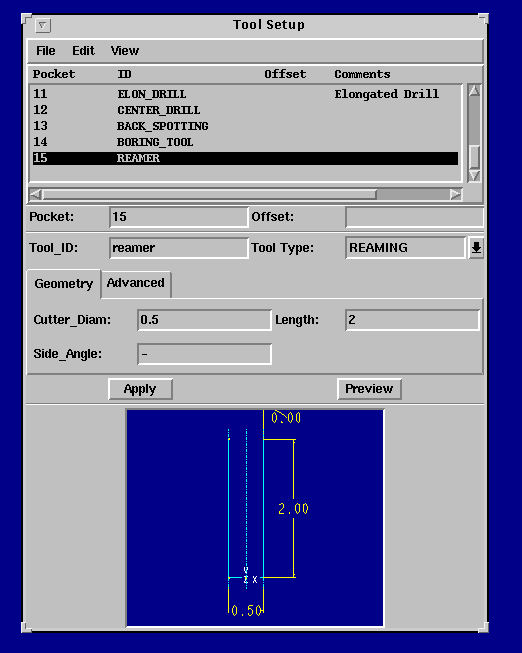 Tool Setup
File Edit View
Pocket ID Offset Comments
11 ELON_DRILL Elongated Drill
12 CENTER_DRILL
13 BACK_SPOTTING
14 BORING_TOOL
15 REAMER
Pocket: 15 Offset:
Tool_ID: reamer Tool Type: REAMING
Geometry Advanced
Cutter_Diam: 0.5 Length: 2
Side_Angle: -
Apply Preview
0.00
2.00
Y
Z X
0.50